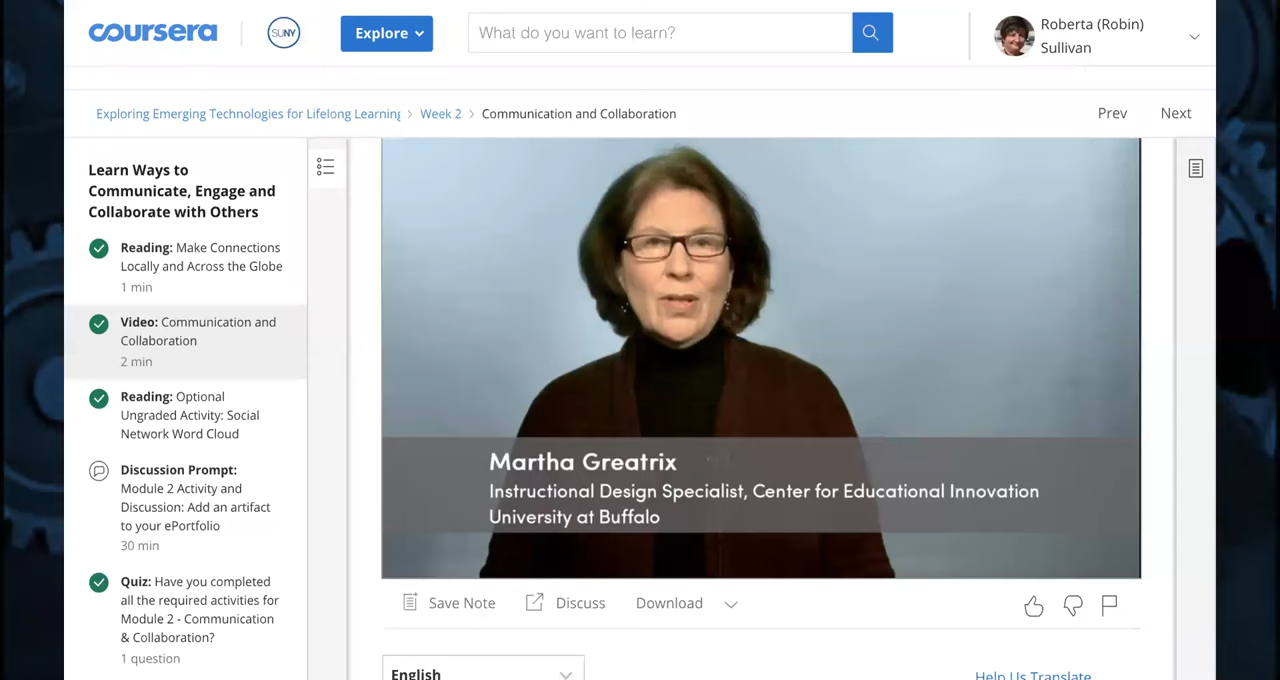 coursera
SUNY
Explore
What do you want to learn?
Roberta (Robin)
Sullivan
Exploring Emerging Technologies for Lifelong Learning > Week 2 > Communication and Collaboration
Prev
Next
Learn Ways to
Communicate, Engage and
Collaborate with Others
Reading: Make Connections
Locally and Across the Globe
1 min
Video: Communication and
Collaboration
2 min
Reading: Optional
Ungraded Activity: Social
Network Word Cloud
Discussion Prompt:
Module 2 Activity and
Discussion: Add an artifact
to your ePortfolio
30 min
Quiz: Have you completed
all the required activities for
Module 2 - Communication
& Collaboration?
1 question
Martha Greatrix
Instructional Design Specialist, Center for Educational Innovation
University at Buffalo
Save Note
Discuss
Download
English
Help Us Translate